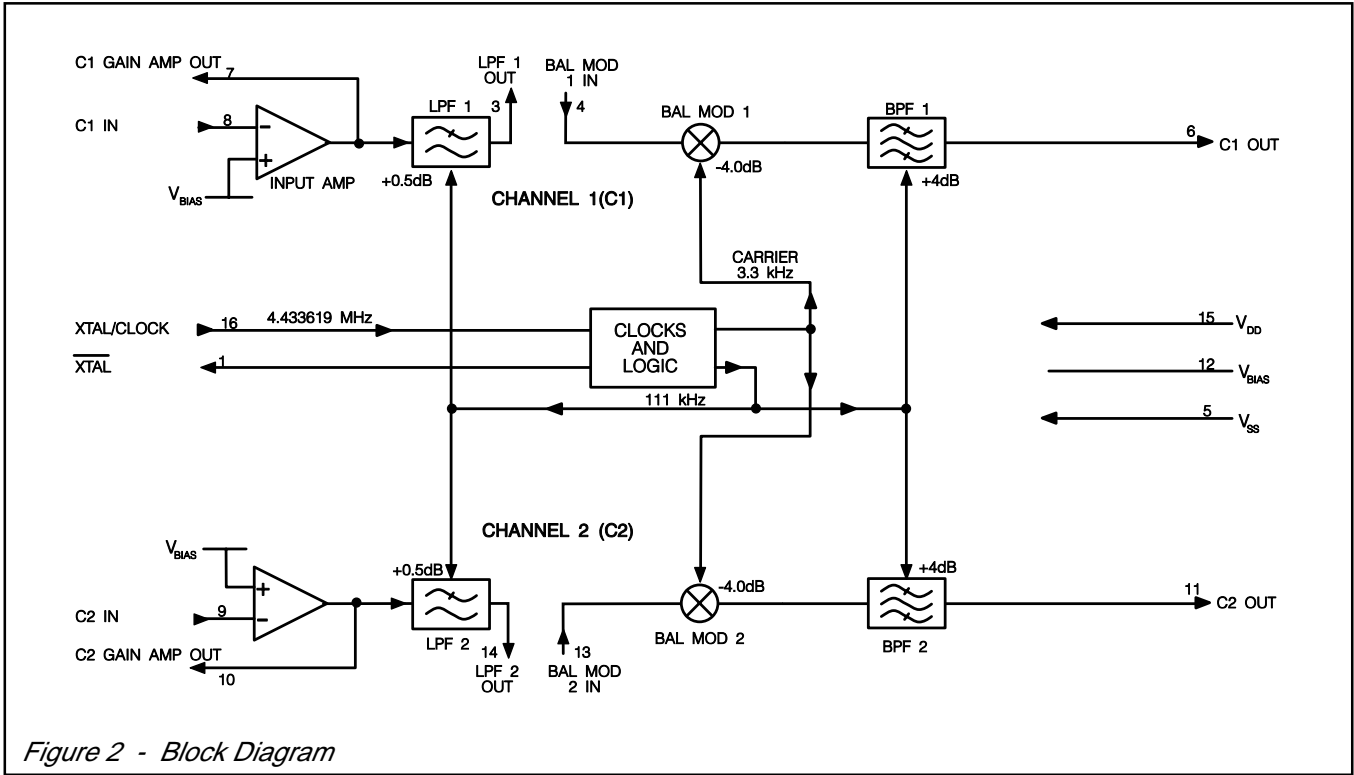 C1 GAIN AMP OUT
7
C1 IN
8
−
+
V_BIAS
INPUT AMP
LPF 1
+0.5dB
3
LPF 1
OUT
BAL MOD
1 IN
4
BAL MOD 1
-4.0dB
BPF 1
+4dB
6
C1 OUT
CHANNEL 1(C1)
CARRIER
3.3 kHz
XTAL/CLOCK
16
4.433619 MHz
XTAL
1
CLOCKS
AND
LOGIC
111 kHz
15
V_DD
12
V_BIAS
5
V_SS
CHANNEL 2 (C2)
V_BIAS
+
−
C2 IN
9
C2 GAIN AMP OUT
10
+0.5dB
LPF 2
14
LPF 2
OUT
13
BAL MOD
2 IN
-4.0dB
BAL MOD 2
+4dB
BPF 2
11
C2 OUT
Figure 2 - Block Diagram